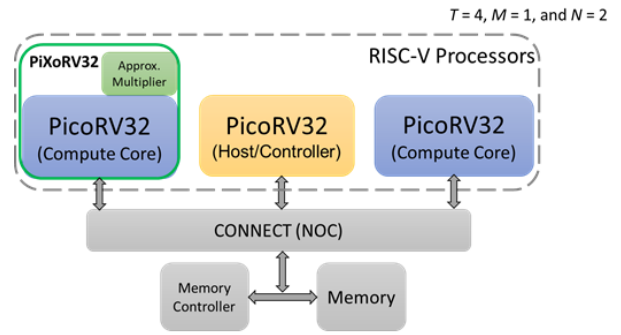 T = 4, M = 1, and N = 2
PiXoRV32
Approx.
Multiplier
RISC-V Processors
PicoRV32
(Compute Core)
PicoRV32
(Host/Controller)
PicoRV32
(Compute Core)
CONNECT (NOC)
Memory
Controller
Memory